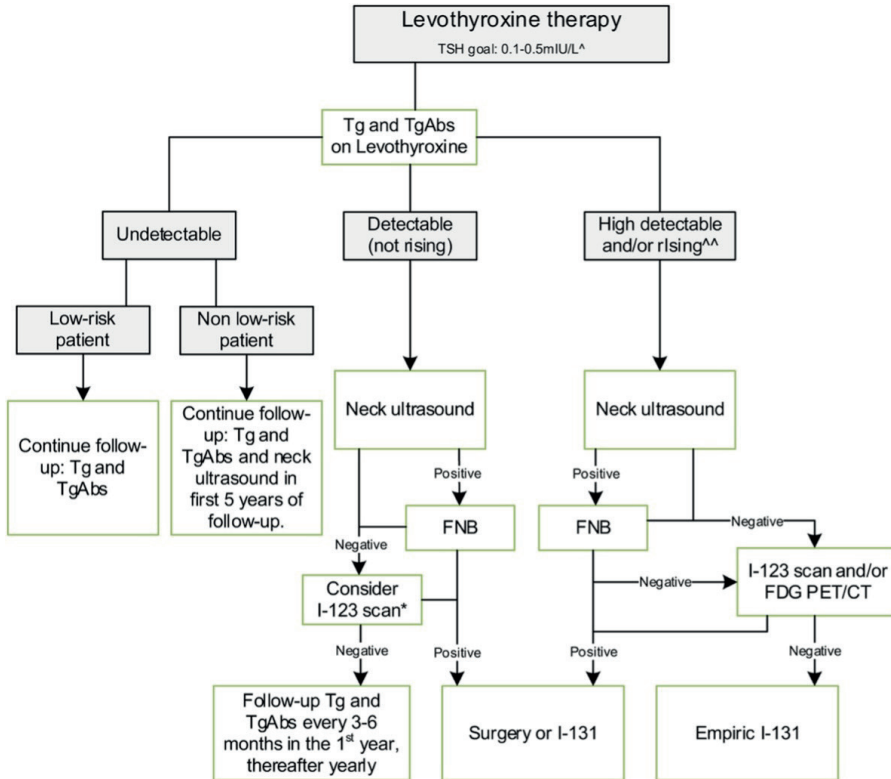 Levothyroxine therapy
TSH goal: 0.1-0.5mIU/L^
Tg and TgAbs
on Levothyroxine
Undetectable
Detectable
(not rising)
High detectable
and/or rIsing^^
Low-risk
patient
Non low-risk
patient
Continue follow-
up: Tg and
TgAbs
Continue follow-
up: Tg and
TgAbs and neck
ultrasound in
first 5 years of
follow-up.
Neck ultrasound
Neck ultrasound
Positive
Positive
FNB
FNB
Negative
Negative
Consider
I-123 scan*
Negative
I-123 scan and/or
FDG PET/CT
Negative
Positive
Positive
Negative
Follow-up Tg and
TgAbs every 3-6
months in the 1st year,
thereafter yearly
Surgery or I-131
Empiric I-131